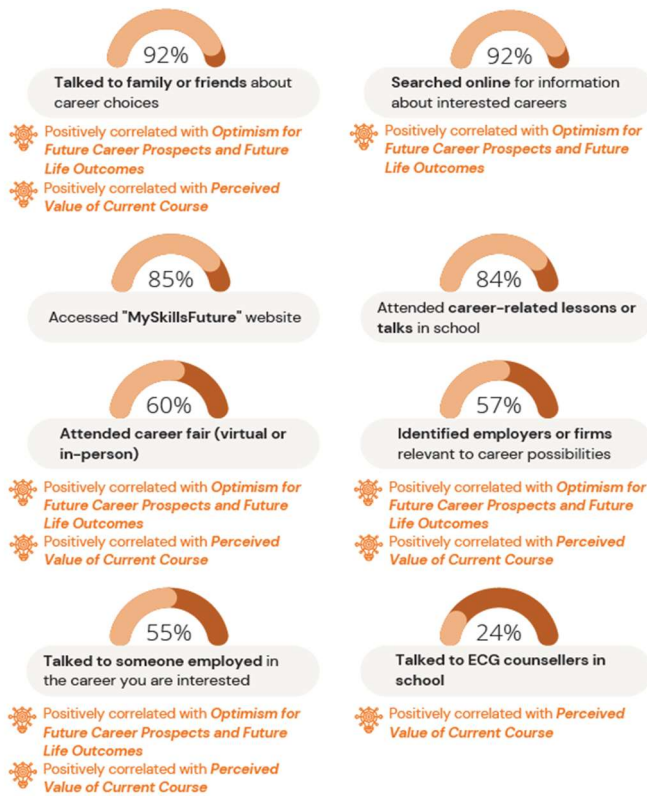 92%
Talked to family or friends about
career choices
Positively correlated with Optimism for
Future Career Prospects and Future
Life Outcomes
Positively correlated with Perceived
Value of Current Course
92%
Searched online for information
about interested careers
Positively correlated with Optimism for
Future Career Prospects and Future
Life Outcomes
85%
Accessed "MySkillsFuture" website
84%
Attended career-related lessons or
talks in school
60%
Attended career fair (virtual or
in-person)
Positively correlated with Optimism for
Future Career Prospects and Future
Life Outcomes
Positively correlated with Perceived
Value of Current Course
57%
Identified employers or firms
relevant to career possibilities
Positively correlated with Optimism for
Future Career Prospects and Future
Life Outcomes
Positively correlated with Perceived
Value of Current Course
55%
Talked to someone employed in
the career you are interested
Positively correlated with Optimism for
Future Career Prospects and Future
Life Outcomes
Positively correlated with Perceived
Value of Current Course
24%
Talked to ECG counsellers in
school
Positively correlated with Perceived
Value of Current Course